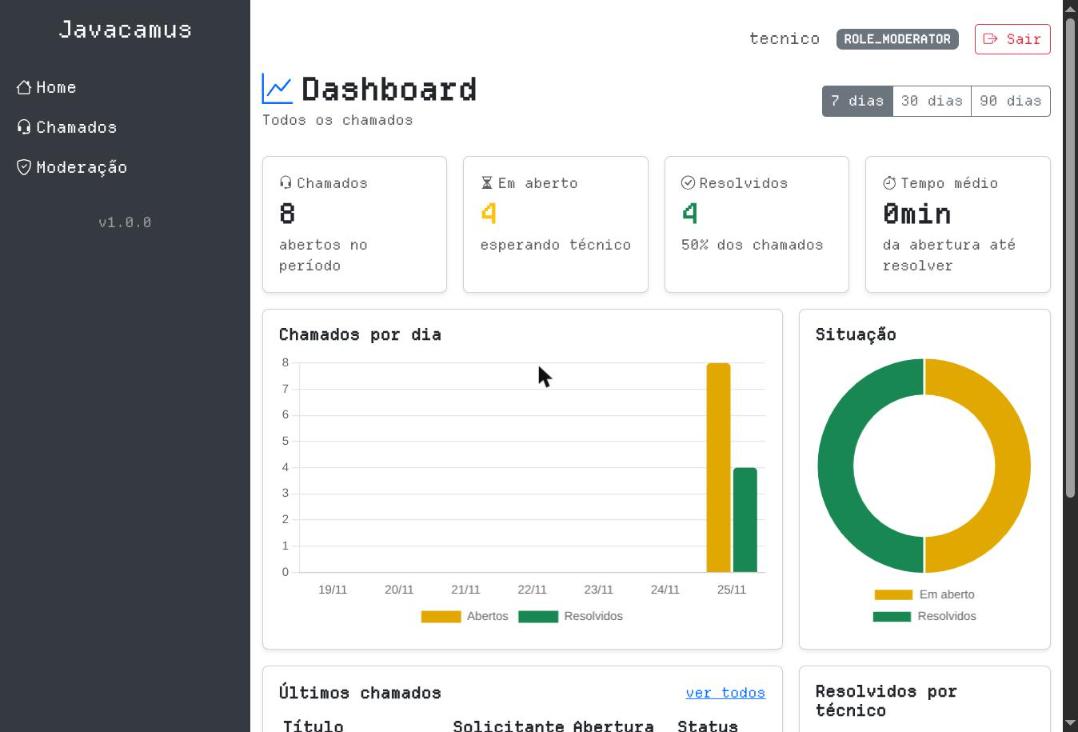 Javacamus
Home
Chamados
Moderação
v1.0.0
tecnico ROLE_MODERATOR Sair
Dashboard
Todos os chamados
7 dias 30 dias 90 dias
Chamados
8
abertos no
período
Em aberto
4
esperando técnico
Resolvidos
4
50% dos chamados
Tempo médio
0min
da abertura até
resolver
Chamados por dia
8
7
6
5
4
3
2
1
0
19/11 20/11 21/11 22/11 23/11 24/11 25/11
Abertos Resolvidos
Situação
Em aberto
Resolvidos
Últimos chamados ver todos
Título Solicitante Abertura Status
Resolvidos por
técnico